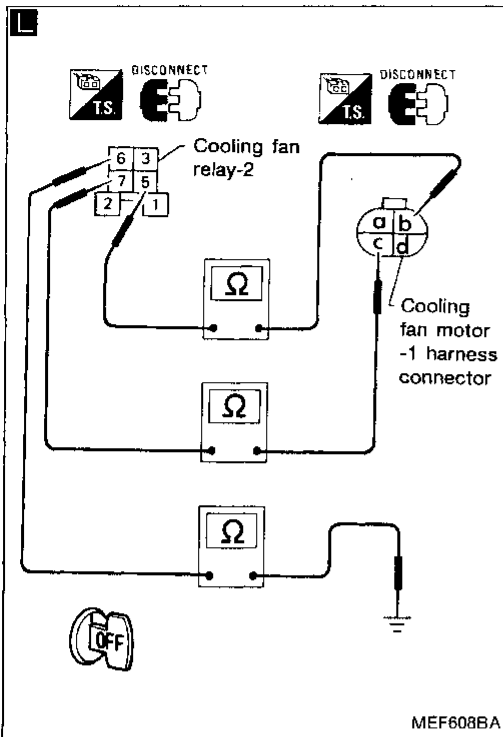 L
DISCONNECT
DISCONNECT
T.S.
T.S.
6 3
7 5
2 1
Cooling fan
relay-2
a b
c d
Ω
Cooling
fan motor
-1 harness
connector
Ω
Ω
OFF
MEF608BA